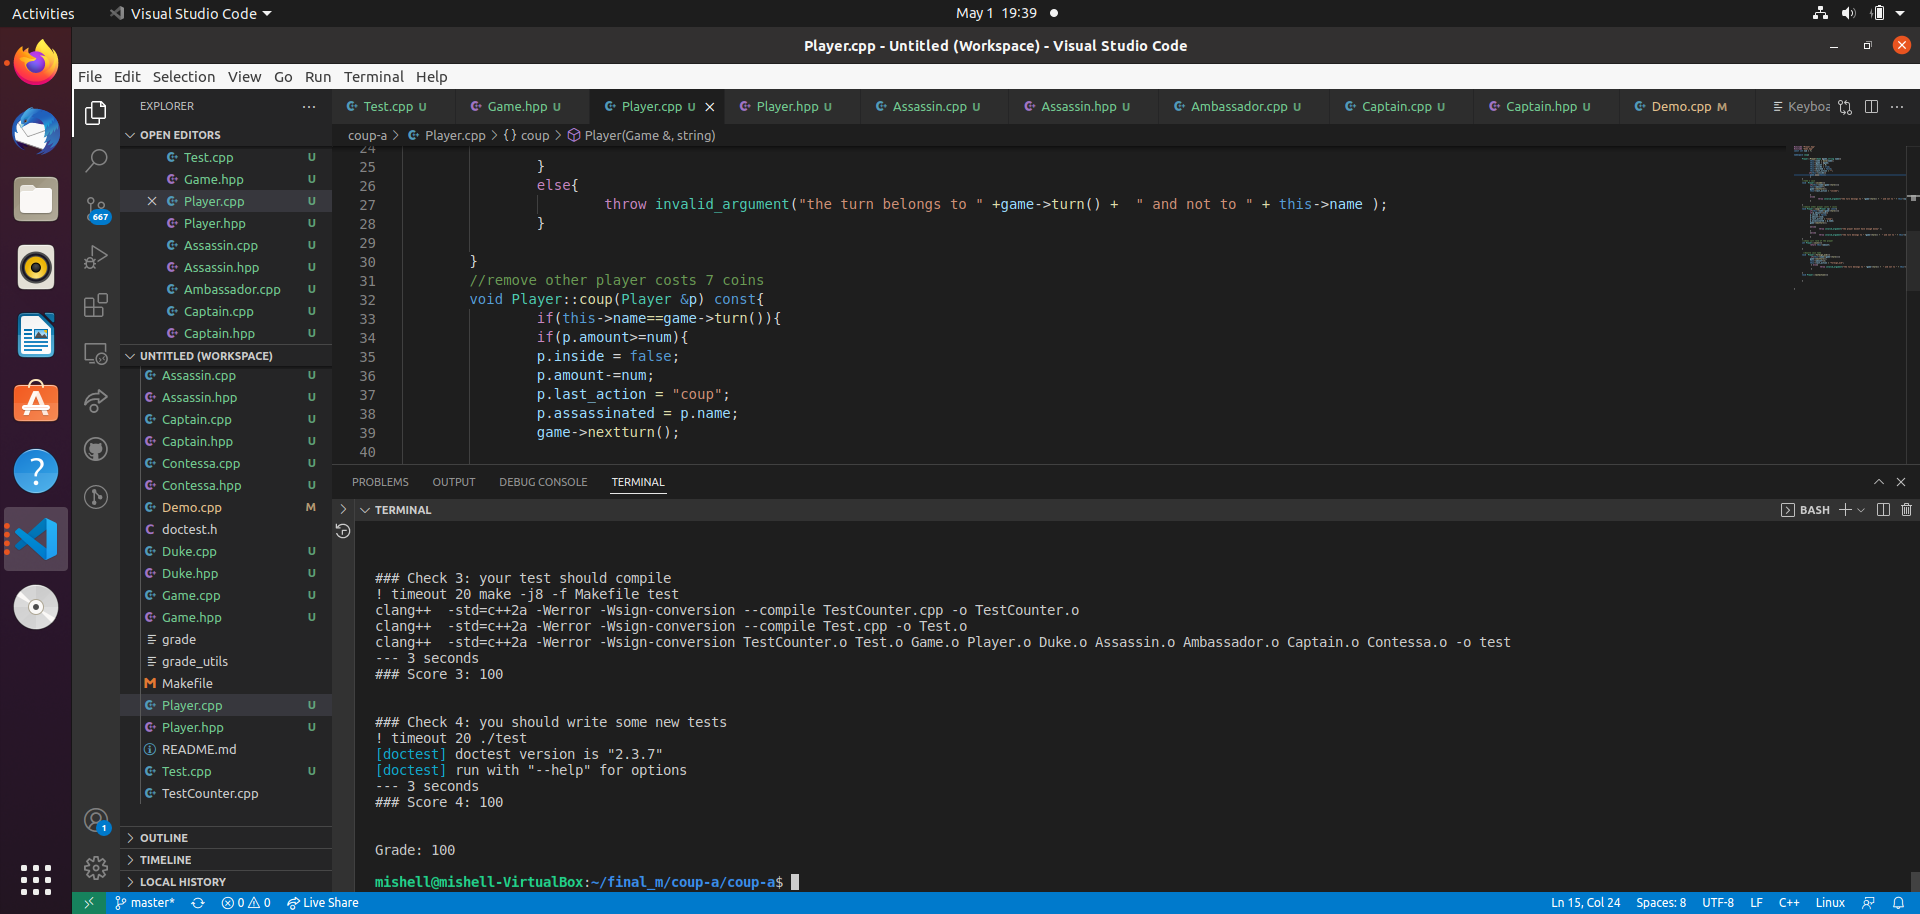 Activities
Visual Studio Code
May 1 19:39
Player.cpp - Untitled (Workspace) - Visual Studio Code
File Edit Selection View Go Run Terminal Help
EXPLORER
Test.cpp U
Game.hpp U
Player.cpp U
Player.hpp U
Assassin.cpp U
Assassin.hpp U
Ambassador.cpp U
Captain.cpp U
Captain.hpp U
Demo.cpp M
Keyboa
coup-a > Player.cpp > {} coup > Player(Game &, string)
OPEN EDITORS
Test.cpp U
Game.hpp U
Player.cpp U
Player.hpp U
Assassin.cpp U
Assassin.hpp U
Ambassador.cpp U
Captain.cpp U
Captain.hpp U
UNTITLED (WORKSPACE)
Assassin.cpp U
Assassin.hpp U
Captain.cpp U
Captain.hpp U
Contessa.cpp U
Contessa.hpp U
Demo.cpp M
doctest.h
Duke.cpp U
Duke.hpp U
Game.cpp U
Game.hpp U
grade
grade_utils
Makefile
Player.cpp U
Player.hpp U
README.md
Test.cpp U
TestCounter.cpp
OUTLINE
TIMELINE
LOCAL HISTORY
667
1
24
25 }
26 else{
27 throw invalid_argument("the turn belongs to " +game->turn() + " and not to " + this->name );
28 }
29
30 }
31 //remove other player costs 7 coins
32 void Player::coup(Player &p) const{
33 if(this->name==game->turn()){
34 if(p.amount>=num){
35 p.inside = false;
36 p.amount-=num;
37 p.last_action = "coup";
38 p.assassinated = p.name;
39 game->nextturn();
40
PROBLEMS OUTPUT DEBUG CONSOLE TERMINAL
TERMINAL
BASH
### Check 3: your test should compile
! timeout 20 make -j8 -f Makefile test
clang++  -std=c++2a -Werror -Wsign-conversion --compile TestCounter.cpp -o TestCounter.o
clang++  -std=c++2a -Werror -Wsign-conversion --compile Test.cpp -o Test.o
clang++  -std=c++2a -Werror -Wsign-conversion TestCounter.o Test.o Game.o Player.o Duke.o Assassin.o Ambassador.o Captain.o Contessa.o -o test
--- 3 seconds
### Score 3: 100
### Check 4: you should write some new tests
! timeout 20 ./test
[doctest] doctest version is "2.3.7"
[doctest] run with "--help" for options
--- 3 seconds
### Score 4: 100
Grade: 100
mishell@mishell-VirtualBox:~/final_m/coup-a/coup-a$
master* 0 0 Live Share
Ln 15, Col 24 Spaces: 8 UTF-8 LF C++ Linux